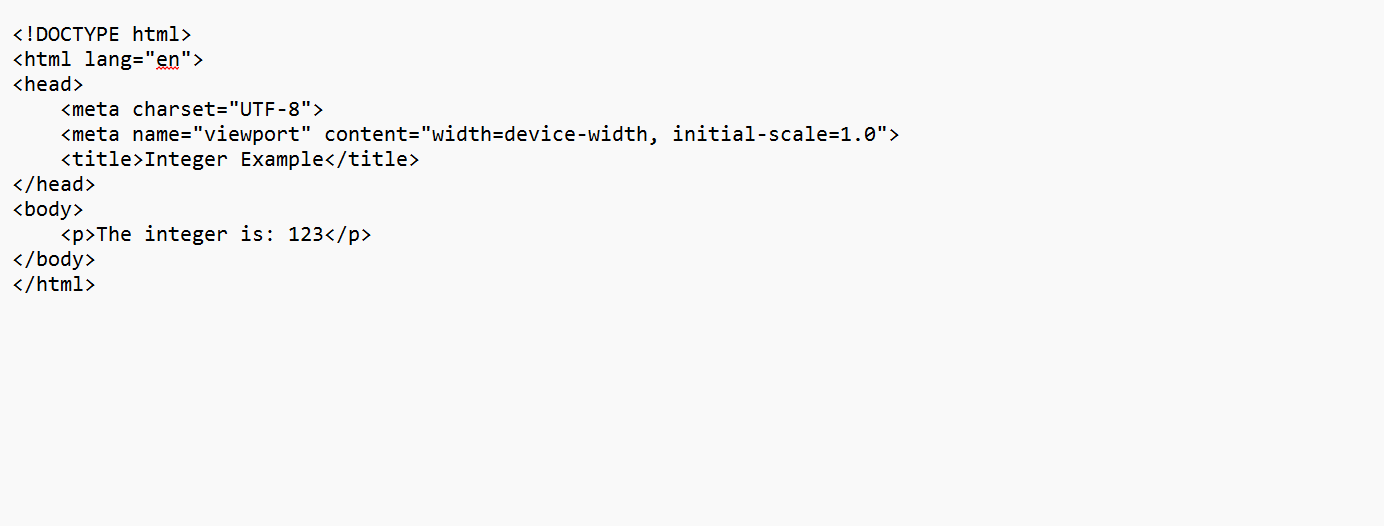 <!DOCTYPE html>
<html lang="en">
<head>
    <meta charset="UTF-8">
    <meta name="viewport" content="width=device-width, initial-scale=1.0">
    <title>Integer Example</title>
</head>
<body>
    <p>The integer is: 123</p>
</body>
</html>